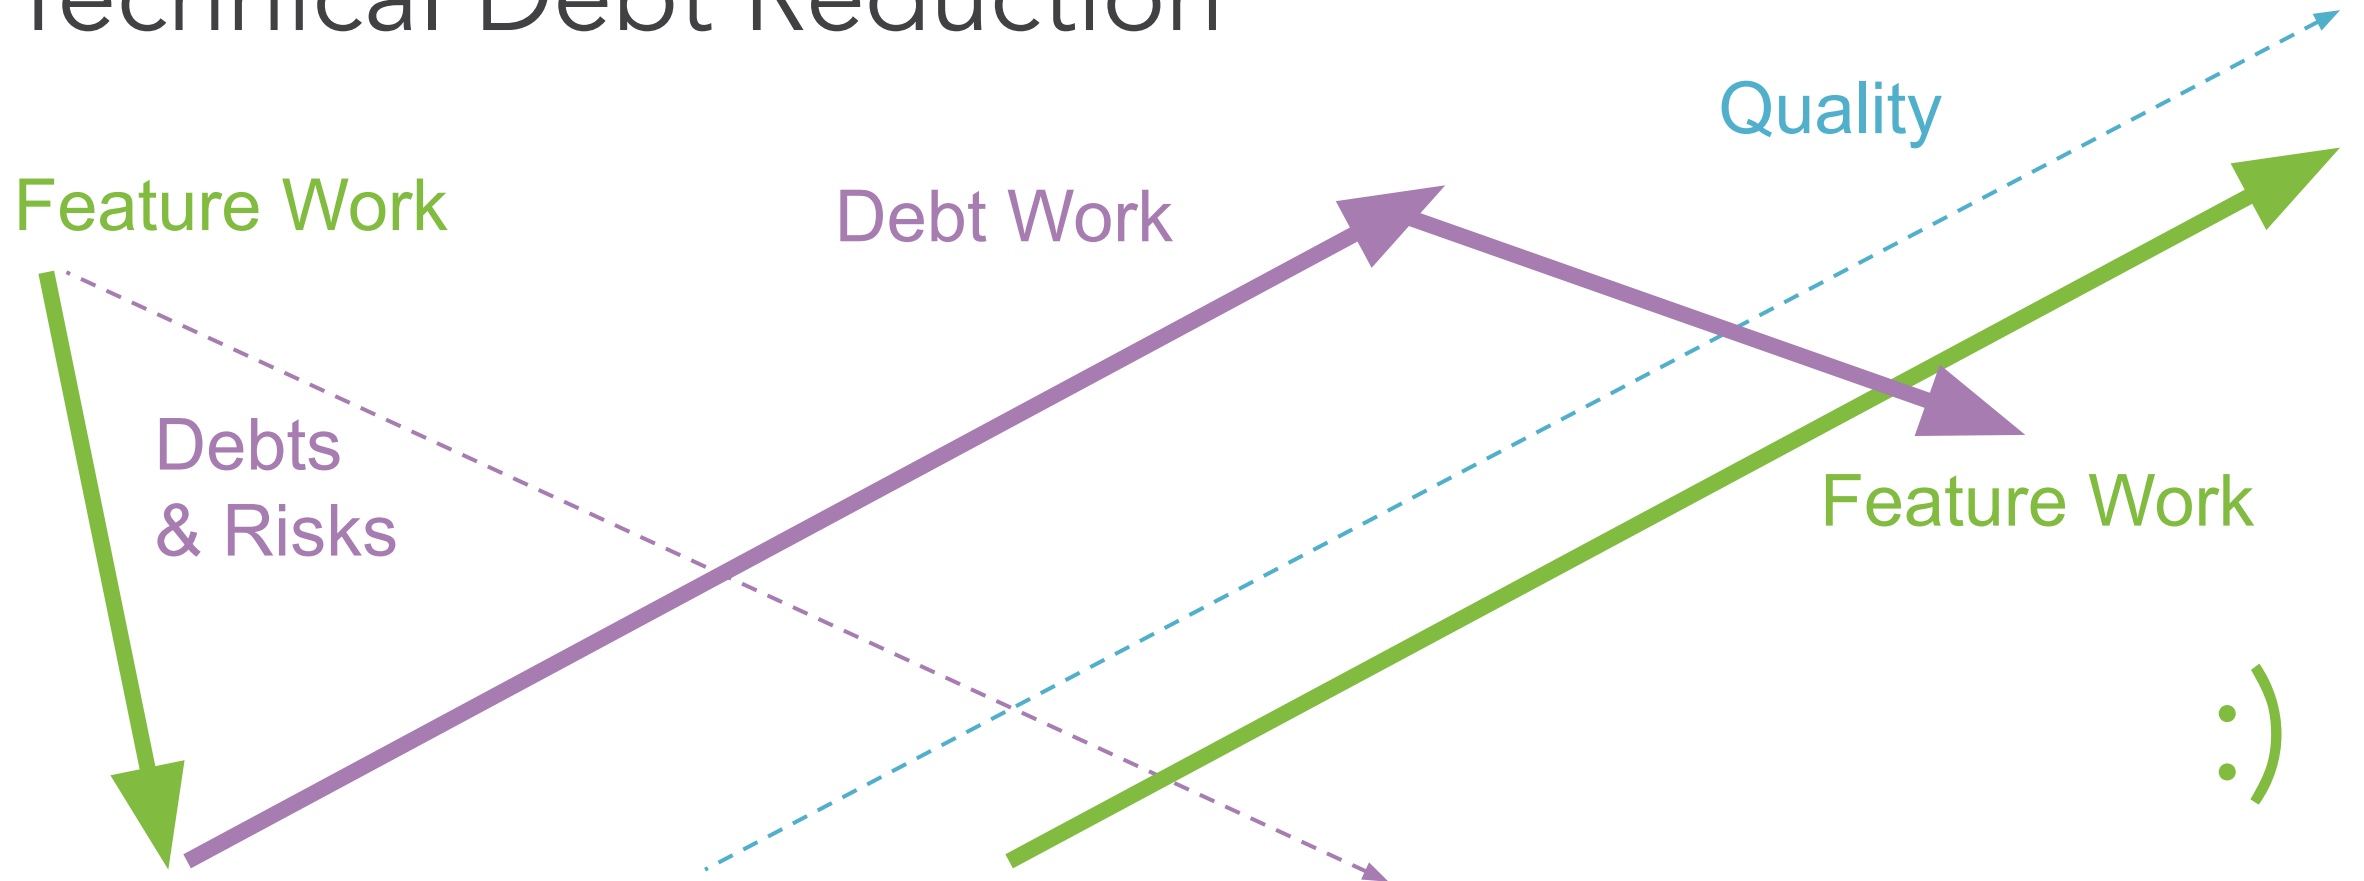 Technical Debt Reduction
Quality
Feature Work
Debt Work
Debts
& Risks
Feature Work
:)